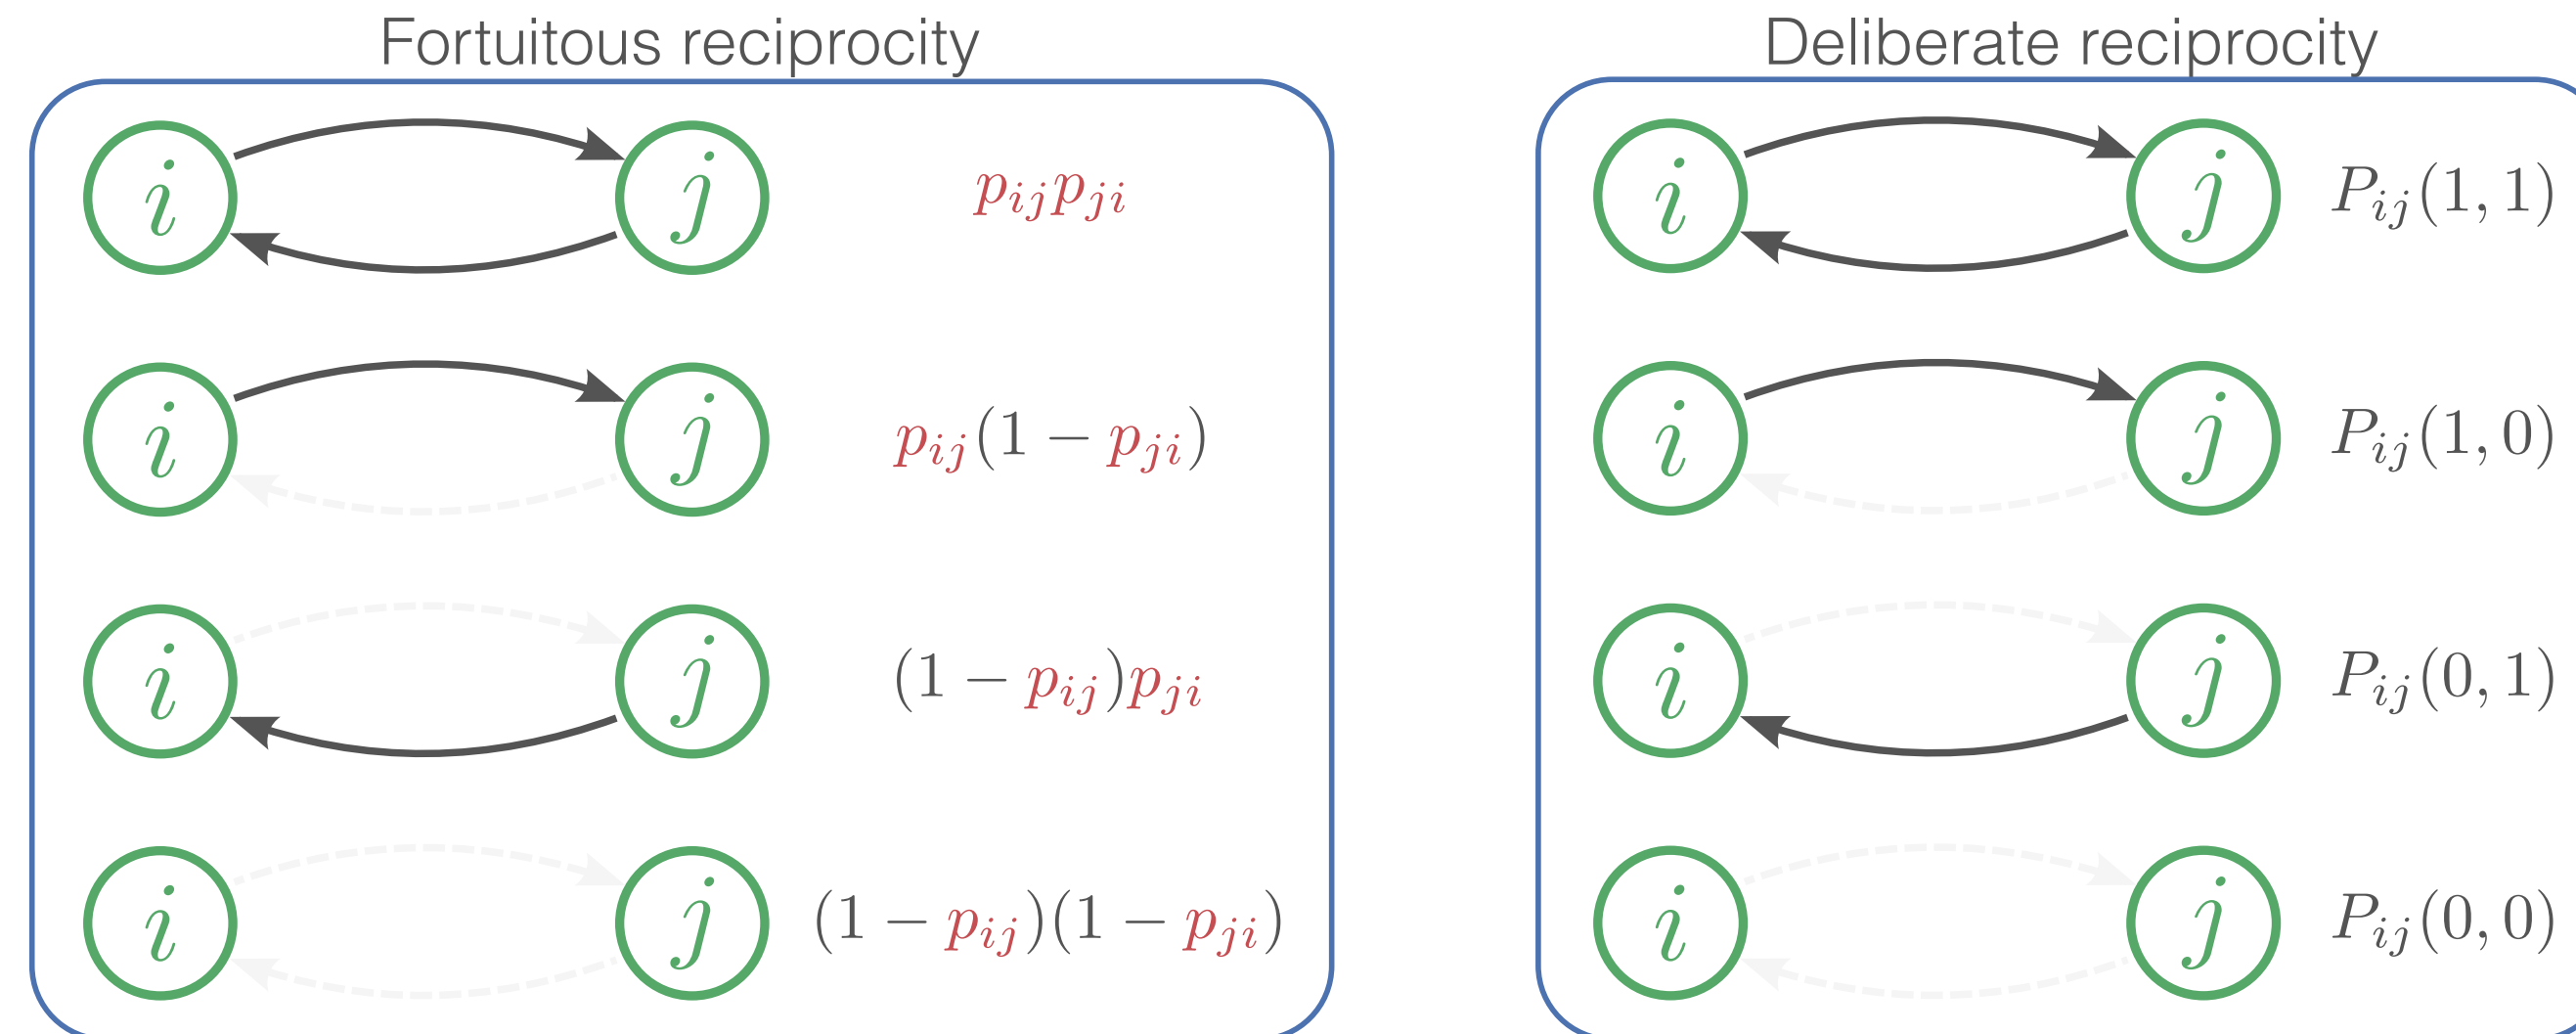 Fortuitous reciprocity
i j p_{ij}p_{ji}
i j p_{ij}(1 − p_{ji})
i j (1 − p_{ij})p_{ji}
i j (1 − p_{ij})(1 − p_{ji})
Deliberate reciprocity
i j P_{ij}(1, 1)
i j P_{ij}(1, 0)
i j P_{ij}(0, 1)
i j P_{ij}(0, 0)